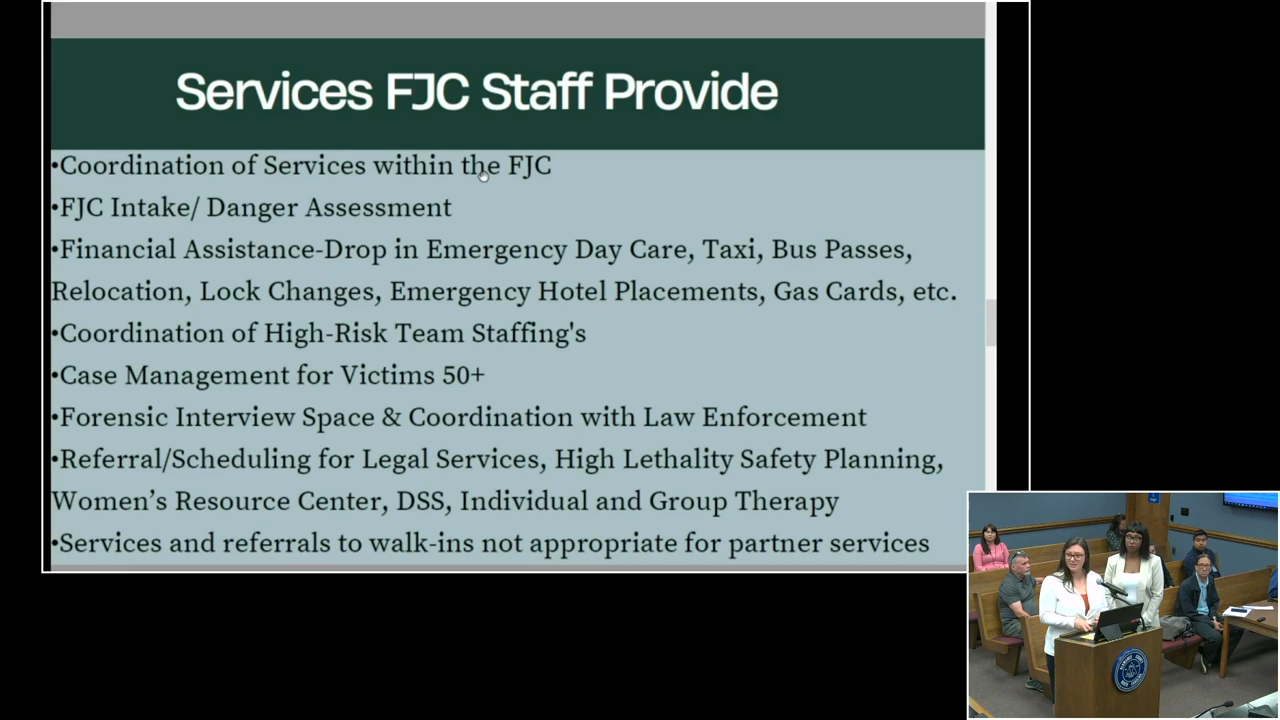 Services FJC Staff Provide
•Coordination of Services within the FJC
•FJC Intake/ Danger Assessment
•Financial Assistance-Drop in Emergency Day Care, Taxi, Bus Passes,
Relocation, Lock Changes, Emergency Hotel Placements, Gas Cards, etc.
•Coordination of High-Risk Team Staffing's
•Case Management for Victims 50+
•Forensic Interview Space & Coordination with Law Enforcement
•Referral/Scheduling for Legal Services, High Lethality Safety Planning,
Women’s Resource Center, DSS, Individual and Group Therapy
•Services and referrals to walk-ins not appropriate for partner services